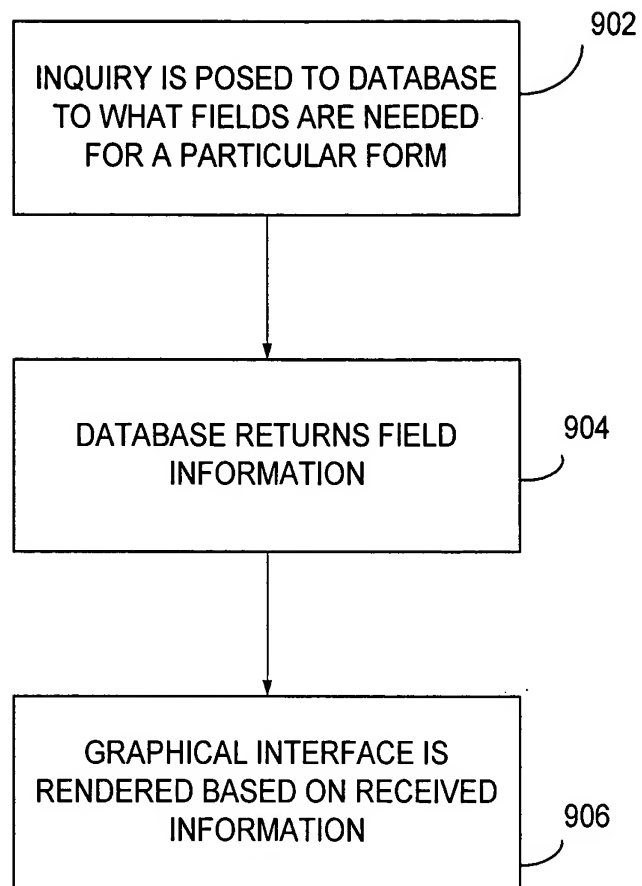 902
INQUIRY IS POSED TO DATABASE
TO WHAT FIELDS ARE NEEDED
FOR A PARTICULAR FORM
904
DATABASE RETURNS FIELD
INFORMATION
GRAPHICAL INTERFACE IS
RENDERED BASED ON RECEIVED
INFORMATION
906